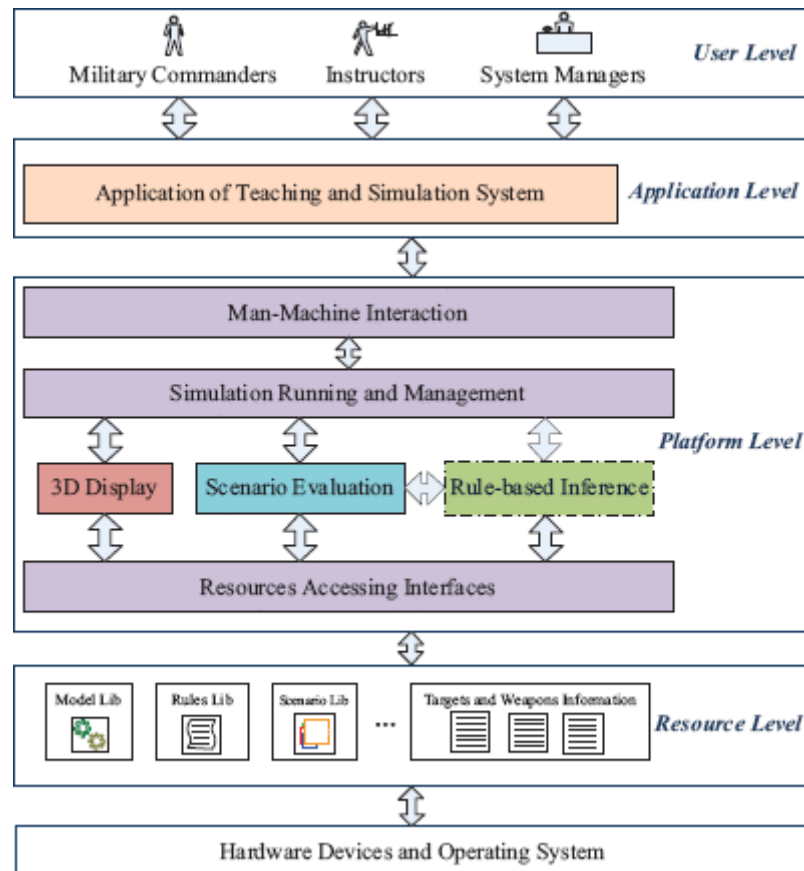 Military Commanders
Instructors
System Managers
User Level
Application of Teaching and Simulation System
Application Level
Man-Machine Interaction
Simulation Running and Management
Platform Level
3D Display
Scenario Evaluation
Rule-based Inference
Resources Accessing Interfaces
Model Lib
Rules Lib
Scenario Lib
...
Targets and Weapons Information
Resource Level
Hardware Devices and Operating System